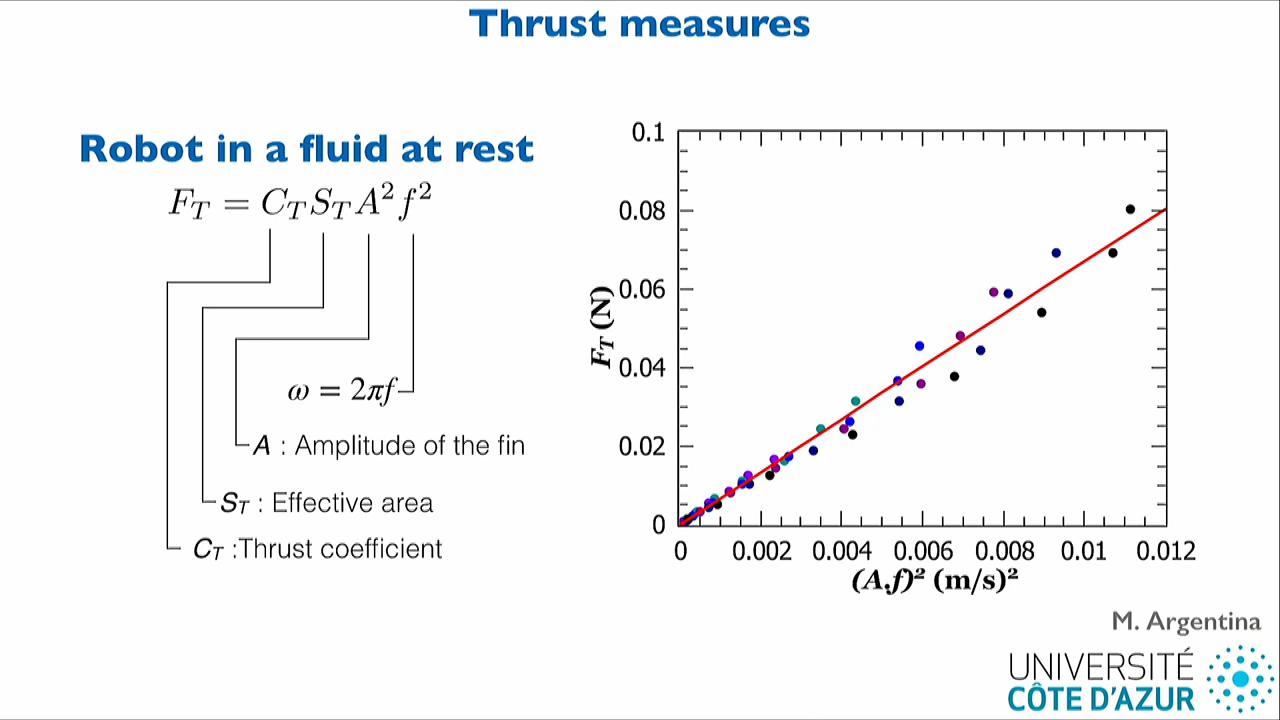 Thrust measures
Robot in a fluid at rest
F_T = C_T S_T A² f²
ω = 2πf
A : Amplitude of the fin
S_T : Effective area
C_T :Thrust coefficient
0.1
0.08
0.06
0.04
0.02
0
F_T (N)
0 0.002 0.004 0.006 0.008 0.01 0.012
(A.f)² (m/s)²
M. Argentina
UNIVERSITÉ
CÔTE D'AZUR